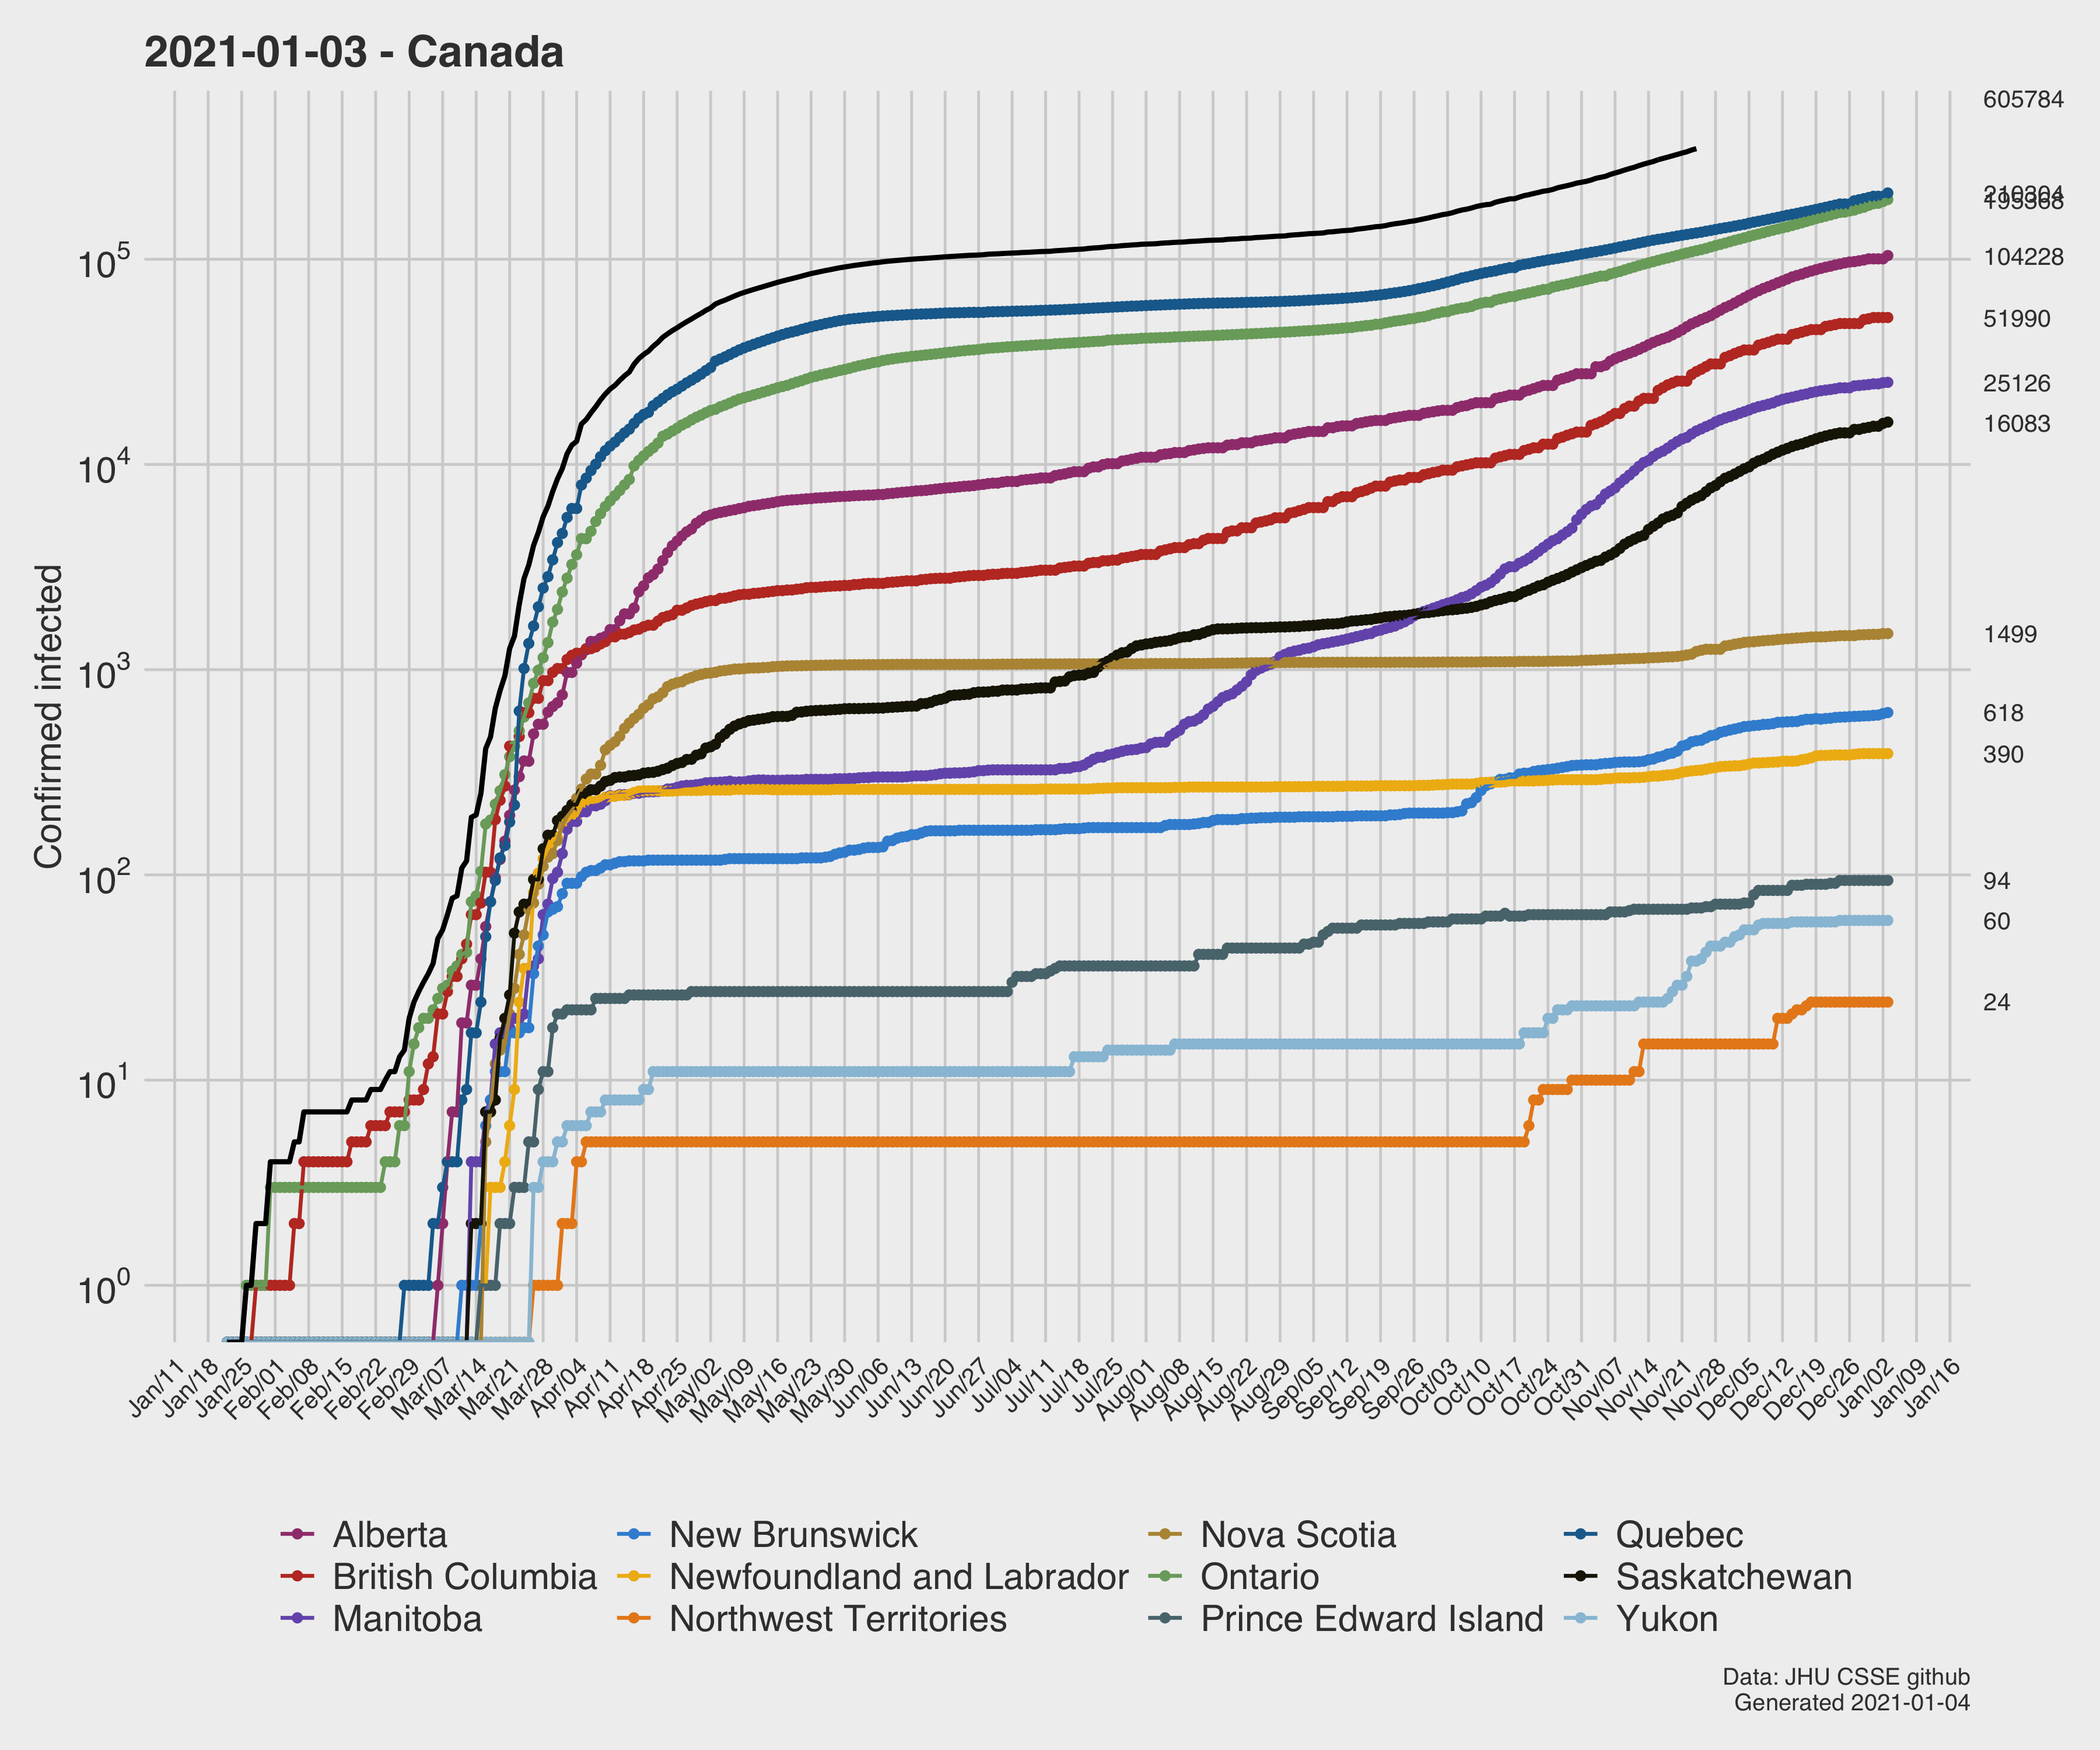 2021-01-03 - Canada
605784
210304
195368
104228
51990
25126
16083
1499
618
390
94
60
24
10^5
10^4
10^3
10^2
10^1
10^0
Confirmed infected
Jan/11
Jan/18
Jan/25
Feb/01
Feb/08
Feb/15
Feb/22
Feb/29
Mar/07
Mar/14
Mar/21
Mar/28
Apr/04
Apr/11
Apr/18
Apr/25
May/02
May/09
May/16
May/23
May/30
Jun/06
Jun/13
Jun/20
Jun/27
Jul/04
Jul/11
Jul/18
Jul/25
Aug/01
Aug/08
Aug/15
Aug/22
Aug/29
Sep/05
Sep/12
Sep/19
Sep/26
Oct/03
Oct/10
Oct/17
Oct/24
Oct/31
Nov/07
Nov/14
Nov/21
Nov/28
Dec/05
Dec/12
Dec/19
Dec/26
Jan/02
Jan/09
Jan/16
Alberta
British Columbia
Manitoba
New Brunswick
Newfoundland and Labrador
Northwest Territories
Nova Scotia
Ontario
Prince Edward Island
Quebec
Saskatchewan
Yukon
Data: JHU CSSE github
Generated 2021-01-04